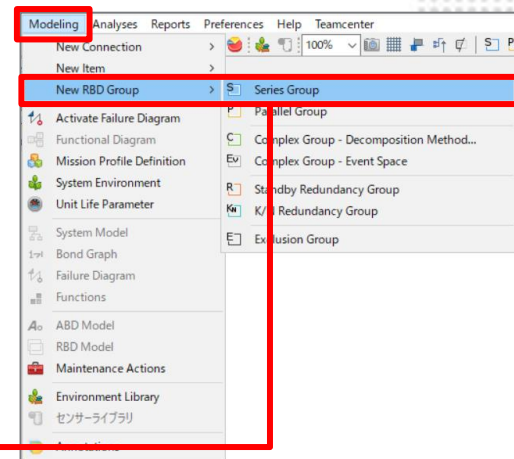 Modeling Analyses Reports Preferences Help Teamcenter
New Connection
100%
New Item
New RBD Group
Series Group
Parallel Group
Activate Failure Diagram
Functional Diagram
Complex Group - Decomposition Method...
Mission Profile Definition
Complex Group - Event Space
System Environment
Standby Redundancy Group
Unit Life Parameter
K/N Redundancy Group
System Model
Exclusion Group
Bond Graph
Failure Diagram
Functions
ABD Model
RBD Model
Maintenance Actions
Environment Library
センサーライブラリ
Annotations